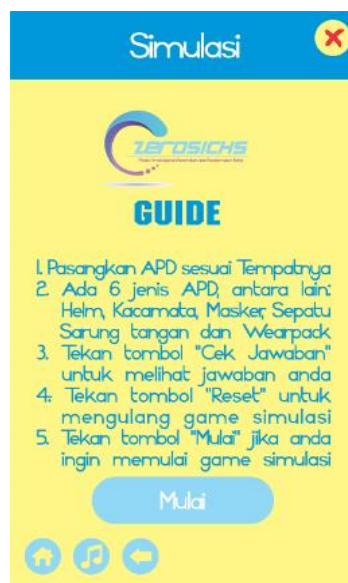 Simulasi
zerosichs
GUIDE
1. Pasangkan APD sesuai Tempatnya
2. Ada 6 jenis APD, antara lain:
Helm, Kacamata, Masker, Sepatu
Sarung tangan dan Wearpack
3. Tekan tombol "Cek Jawaban"
untuk melihat jawaban anda
4. Tekan tombol "Reset" untuk
mengulang game simulasi
5. Tekan tombol "Mulai" jika anda
ingin memulai game simulasi
Mulai